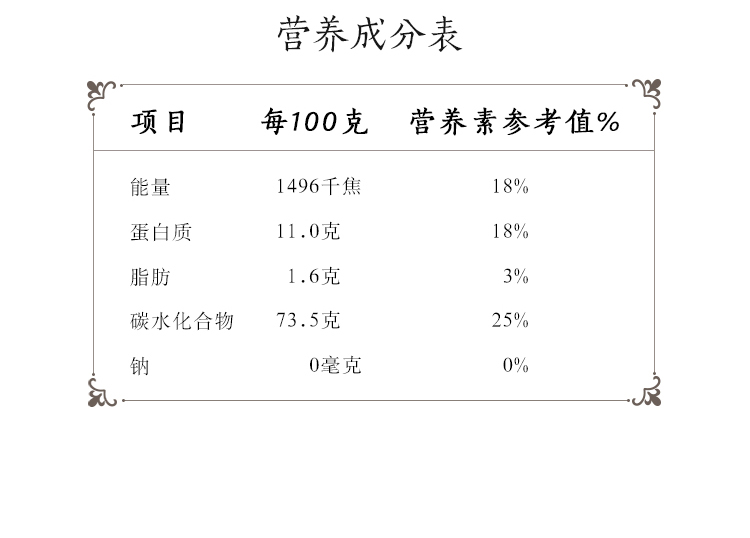 营养成分表
项目 每100克 营养素参考值%
能量 1496千焦 18%
蛋白质 11.0克 18%
脂肪 1.6克 3%
碳水化合物 73.5克 25%
钠 0毫克 0%